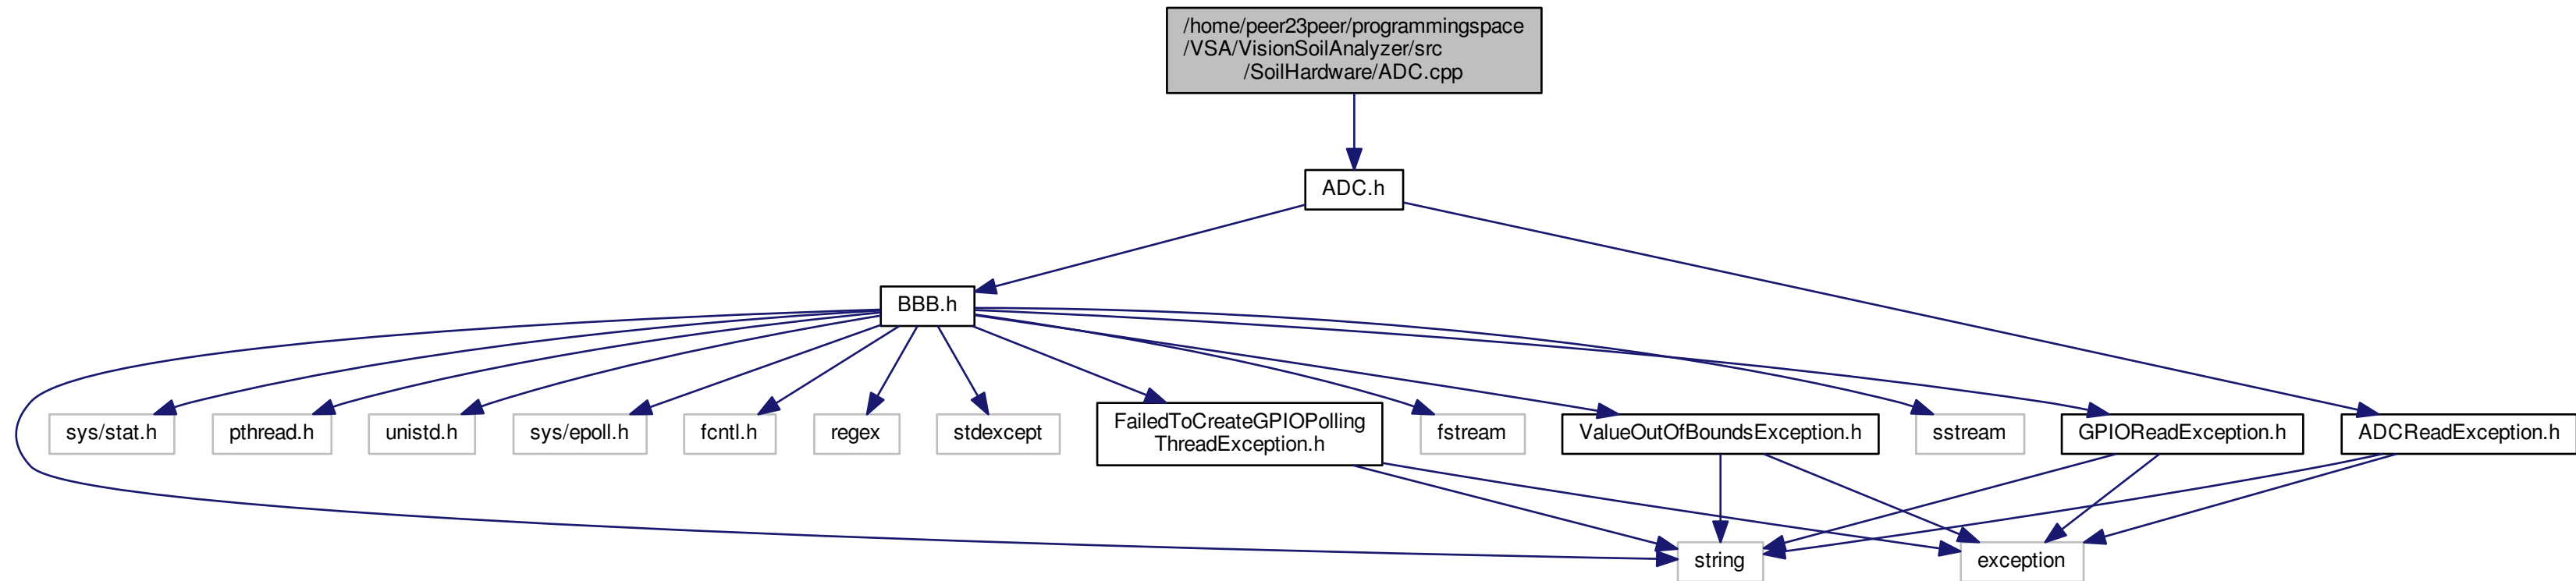 /home/peer23peer/programmingspace
/VSA/VisionSoilAnalyzer/src
/SoilHardware/ADC.cpp
ADC.h
BBB.h
sys/stat.h
pthread.h
unistd.h
sys/epoll.h
fcntl.h
regex
stdexcept
FailedToCreateGPIOPolling
ThreadException.h
fstream
ValueOutOfBoundsException.h
sstream
GPIOReadException.h
ADCReadException.h
string
exception